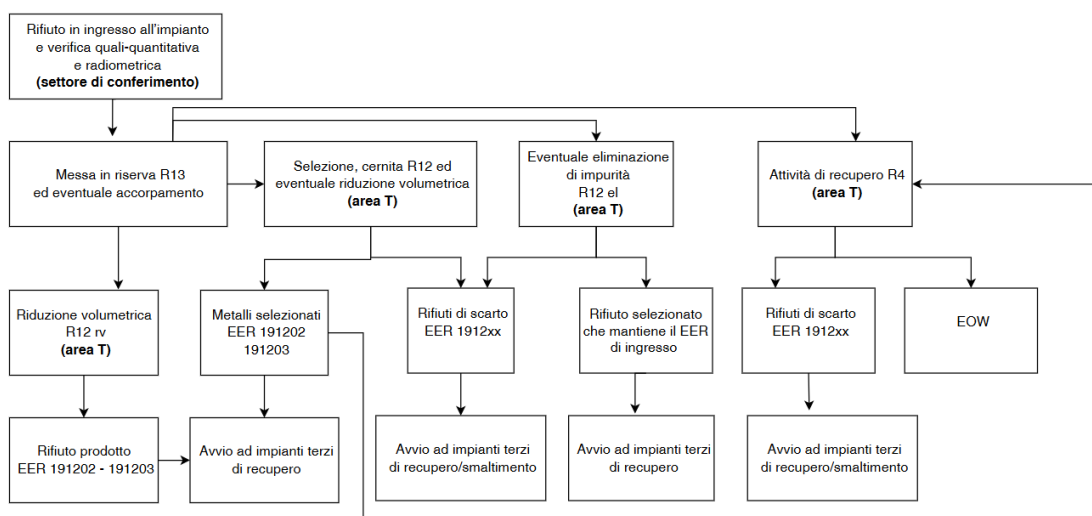 Rifiuto in ingresso all'impianto
e verifica quali-quantitativa
e radiometrica
(settore di conferimento)
Messa in riserva R13
ed eventuale accorpamento
Selezione, cernita R12 ed
eventuale riduzione volumetrica
(area T)
Eventuale eliminazione
di impurità
R12 el
(area T)
Attività di recupero R4
(area T)
Riduzione volumetrica
R12 rv
(area T)
Metalli selezionati
EER 191202
191203
Rifiuti di scarto
EER 1912xx
Rifiuto selezionato
che mantiene il EER
di ingresso
Rifiuti di scarto
EER 1912xx
EOW
Rifiuto prodotto
EER 191202 - 191203
Avvio ad impianti terzi
di recupero
Avvio ad impianti terzi
di recupero/smaltimento
Avvio ad impianti terzi
di recupero
Avvio ad impianti terzi
di recupero/smaltimento